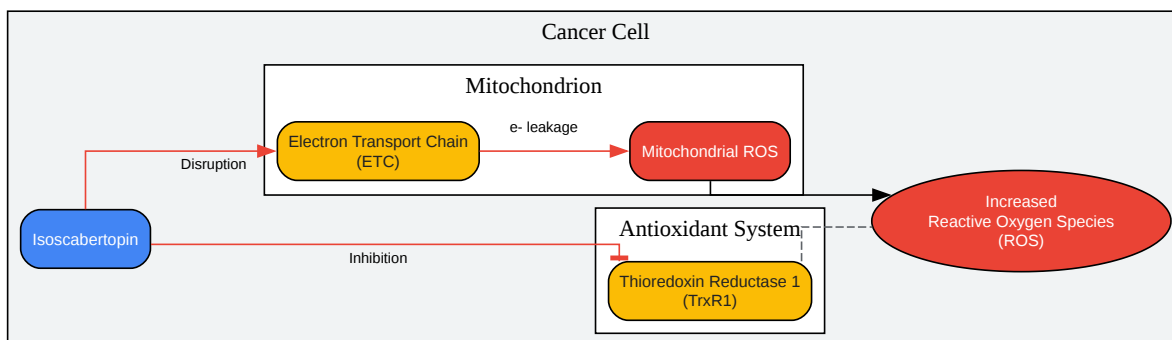 Cancer Cell
Mitochondrion
e- leakage
Electron Transport Chain
(ETC)
Mitochondrial ROS
Disruption
Increased
Reactive Oxygen Species
(ROS)
Isoscabertopin
Antioxidant System
Inhibition
Thioredoxin Reductase 1
(TrxR1)